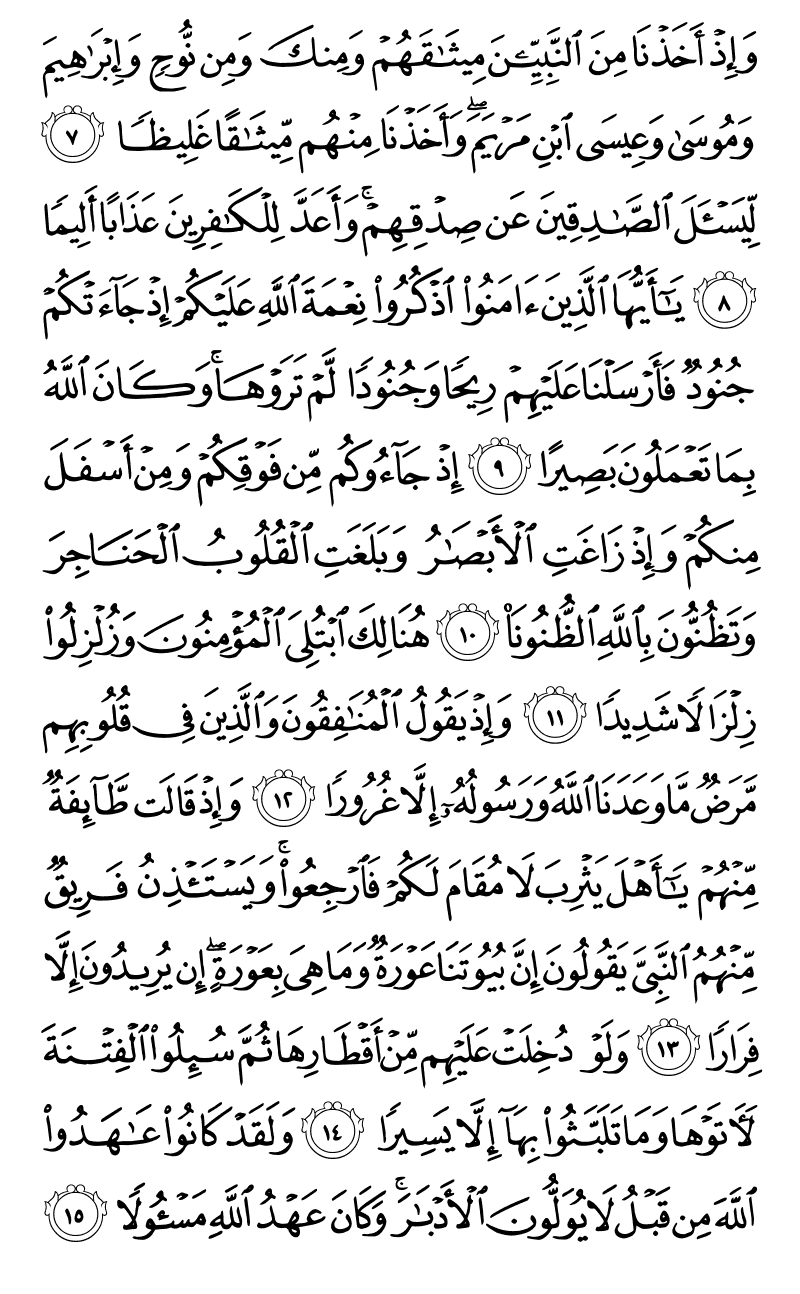 وَإِذۡ أَخَذۡنَا مِنَ ٱلنَّبِيِّـۧنَ مِيثَٰقَهُمۡ وَمِنكَ وَمِن نُّوحٖ وَإِبۡرَٰهِيمَ
وَمُوسَىٰ وَعِيسَى ٱبۡنِ مَرۡيَمَۖ وَأَخَذۡنَا مِنۡهُم مِّيثَٰقًا غَلِيظٗا ٧
لِّيَسۡـَٔلَ ٱلصَّٰدِقِينَ عَن صِدۡقِهِمۡۚ وَأَعَدَّ لِلۡكَٰفِرِينَ عَذَابًا أَلِيمٗا
٨ يَٰٓأَيُّهَا ٱلَّذِينَ ءَامَنُواْ ٱذۡكُرُواْ نِعۡمَةَ ٱللَّهِ عَلَيۡكُمۡ إِذۡ جَآءَتۡكُمۡ
جُنُودٞ فَأَرۡسَلۡنَا عَلَيۡهِمۡ رِيحٗا وَجُنُودٗا لَّمۡ تَرَوۡهَاۚ وَكَانَ ٱللَّهُ
بِمَا تَعۡمَلُونَ بَصِيرًا ٩ إِذۡ جَآءُوكُم مِّن فَوۡقِكُمۡ وَمِنۡ أَسۡفَلَ
مِنكُمۡ وَإِذۡ زَاغَتِ ٱلۡأَبۡصَٰرُ وَبَلَغَتِ ٱلۡقُلُوبُ ٱلۡحَنَاجِرَ
وَتَظُنُّونَ بِٱللَّهِ ٱلظُّنُونَا۠ ١٠ هُنَالِكَ ٱبۡتُلِيَ ٱلۡمُؤۡمِنُونَ وَزُلۡزِلُواْ
زِلۡزَالٗا شَدِيدٗا ١١ وَإِذۡ يَقُولُ ٱلۡمُنَٰفِقُونَ وَٱلَّذِينَ فِي قُلُوبِهِم
مَّرَضٞ مَّا وَعَدَنَا ٱللَّهُ وَرَسُولُهُۥٓ إِلَّا غُرُورٗا ١٢ وَإِذۡ قَالَت طَّآئِفَةٞ
مِّنۡهُمۡ يَٰٓأَهۡلَ يَثۡرِبَ لَا مُقَامَ لَكُمۡ فَٱرۡجِعُواْۚ وَيَسۡتَـٔۡذِنُ فَرِيقٞ
مِّنۡهُمُ ٱلنَّبِيَّ يَقُولُونَ إِنَّ بُيُوتَنَا عَوۡرَةٞ وَمَا هِيَ بِعَوۡرَةٍۖ إِن يُرِيدُونَ إِلَّا
فِرَارٗا ١٣ وَلَوۡ دُخِلَتۡ عَلَيۡهِم مِّنۡ أَقۡطَارِهَا ثُمَّ سُئِلُواْ ٱلۡفِتۡنَةَ
لَأٓتَوۡهَا وَمَا تَلَبَّثُواْ بِهَآ إِلَّا يَسِيرٗا ١٤ وَلَقَدۡ كَانُواْ عَٰهَدُواْ
ٱللَّهَ مِن قَبۡلُ لَا يُوَلُّونَ ٱلۡأَدۡبَٰرَۚ وَكَانَ عَهۡدُ ٱللَّهِ مَسۡـُٔولٗا ١٥